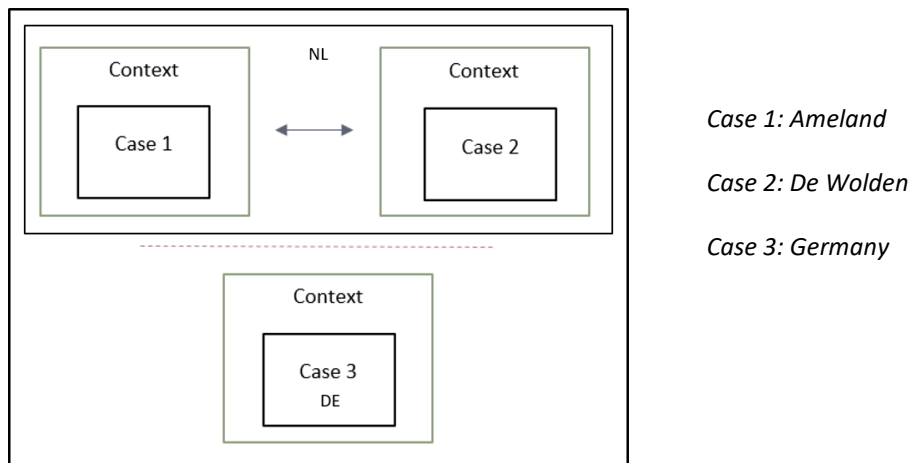 NL
Context
Context
Case 1
Case 2
Context
Case 3
DE
Case 1: Ameland
Case 2: De Wolden
Case 3: Germany